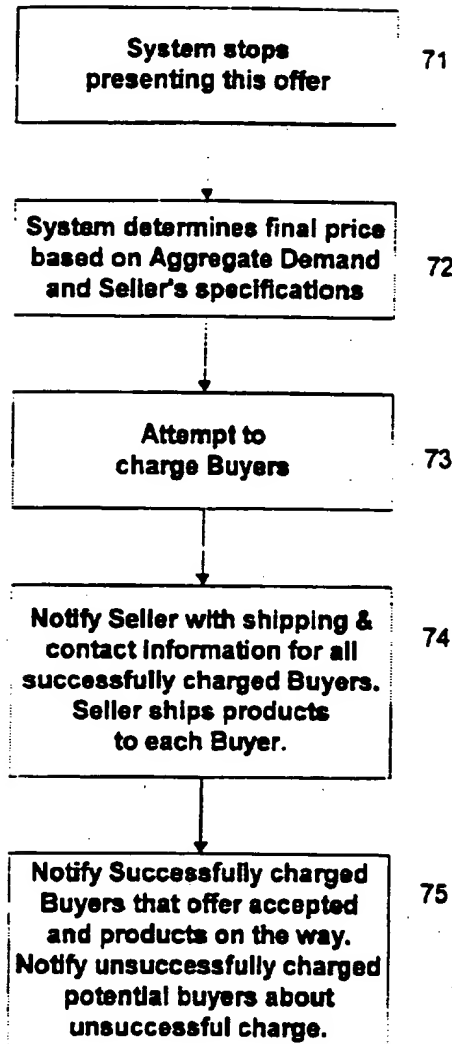 System stops
presenting this offer
71
System determines final price
based on Aggregate Demand
and Seller's specifications
72
Attempt to
charge Buyers
73
Notify Seller with shipping &
contact information for all
successfully charged Buyers.
Seller ships products
to each Buyer.
74
Notify Successfully charged
Buyers that offer accepted
and products on the way.
Notify unsuccessfully charged
potential buyers about
unsuccessful charge.
75